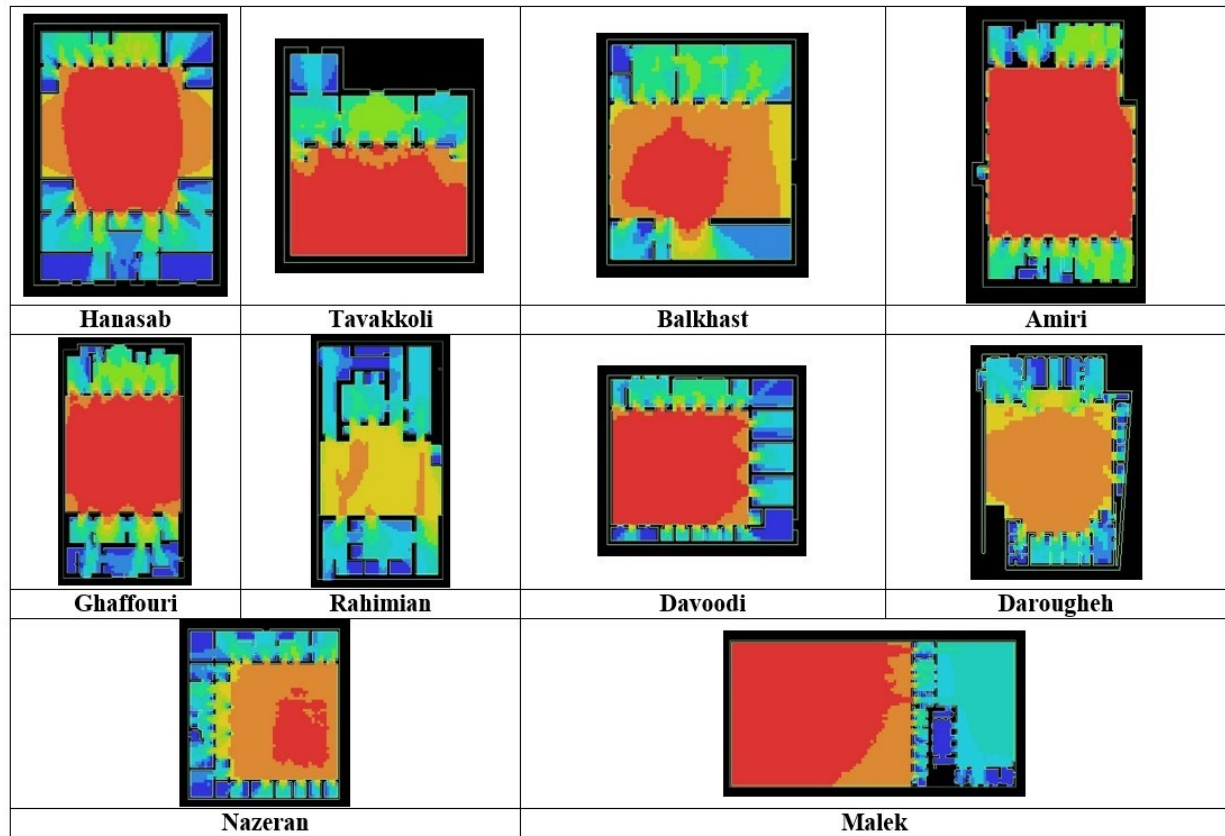 Hanasab
Tavakkoli
Balkhast
Amiri
Ghaffouri
Rahimian
Davoodi
Darougheh
Nazeran
Malek